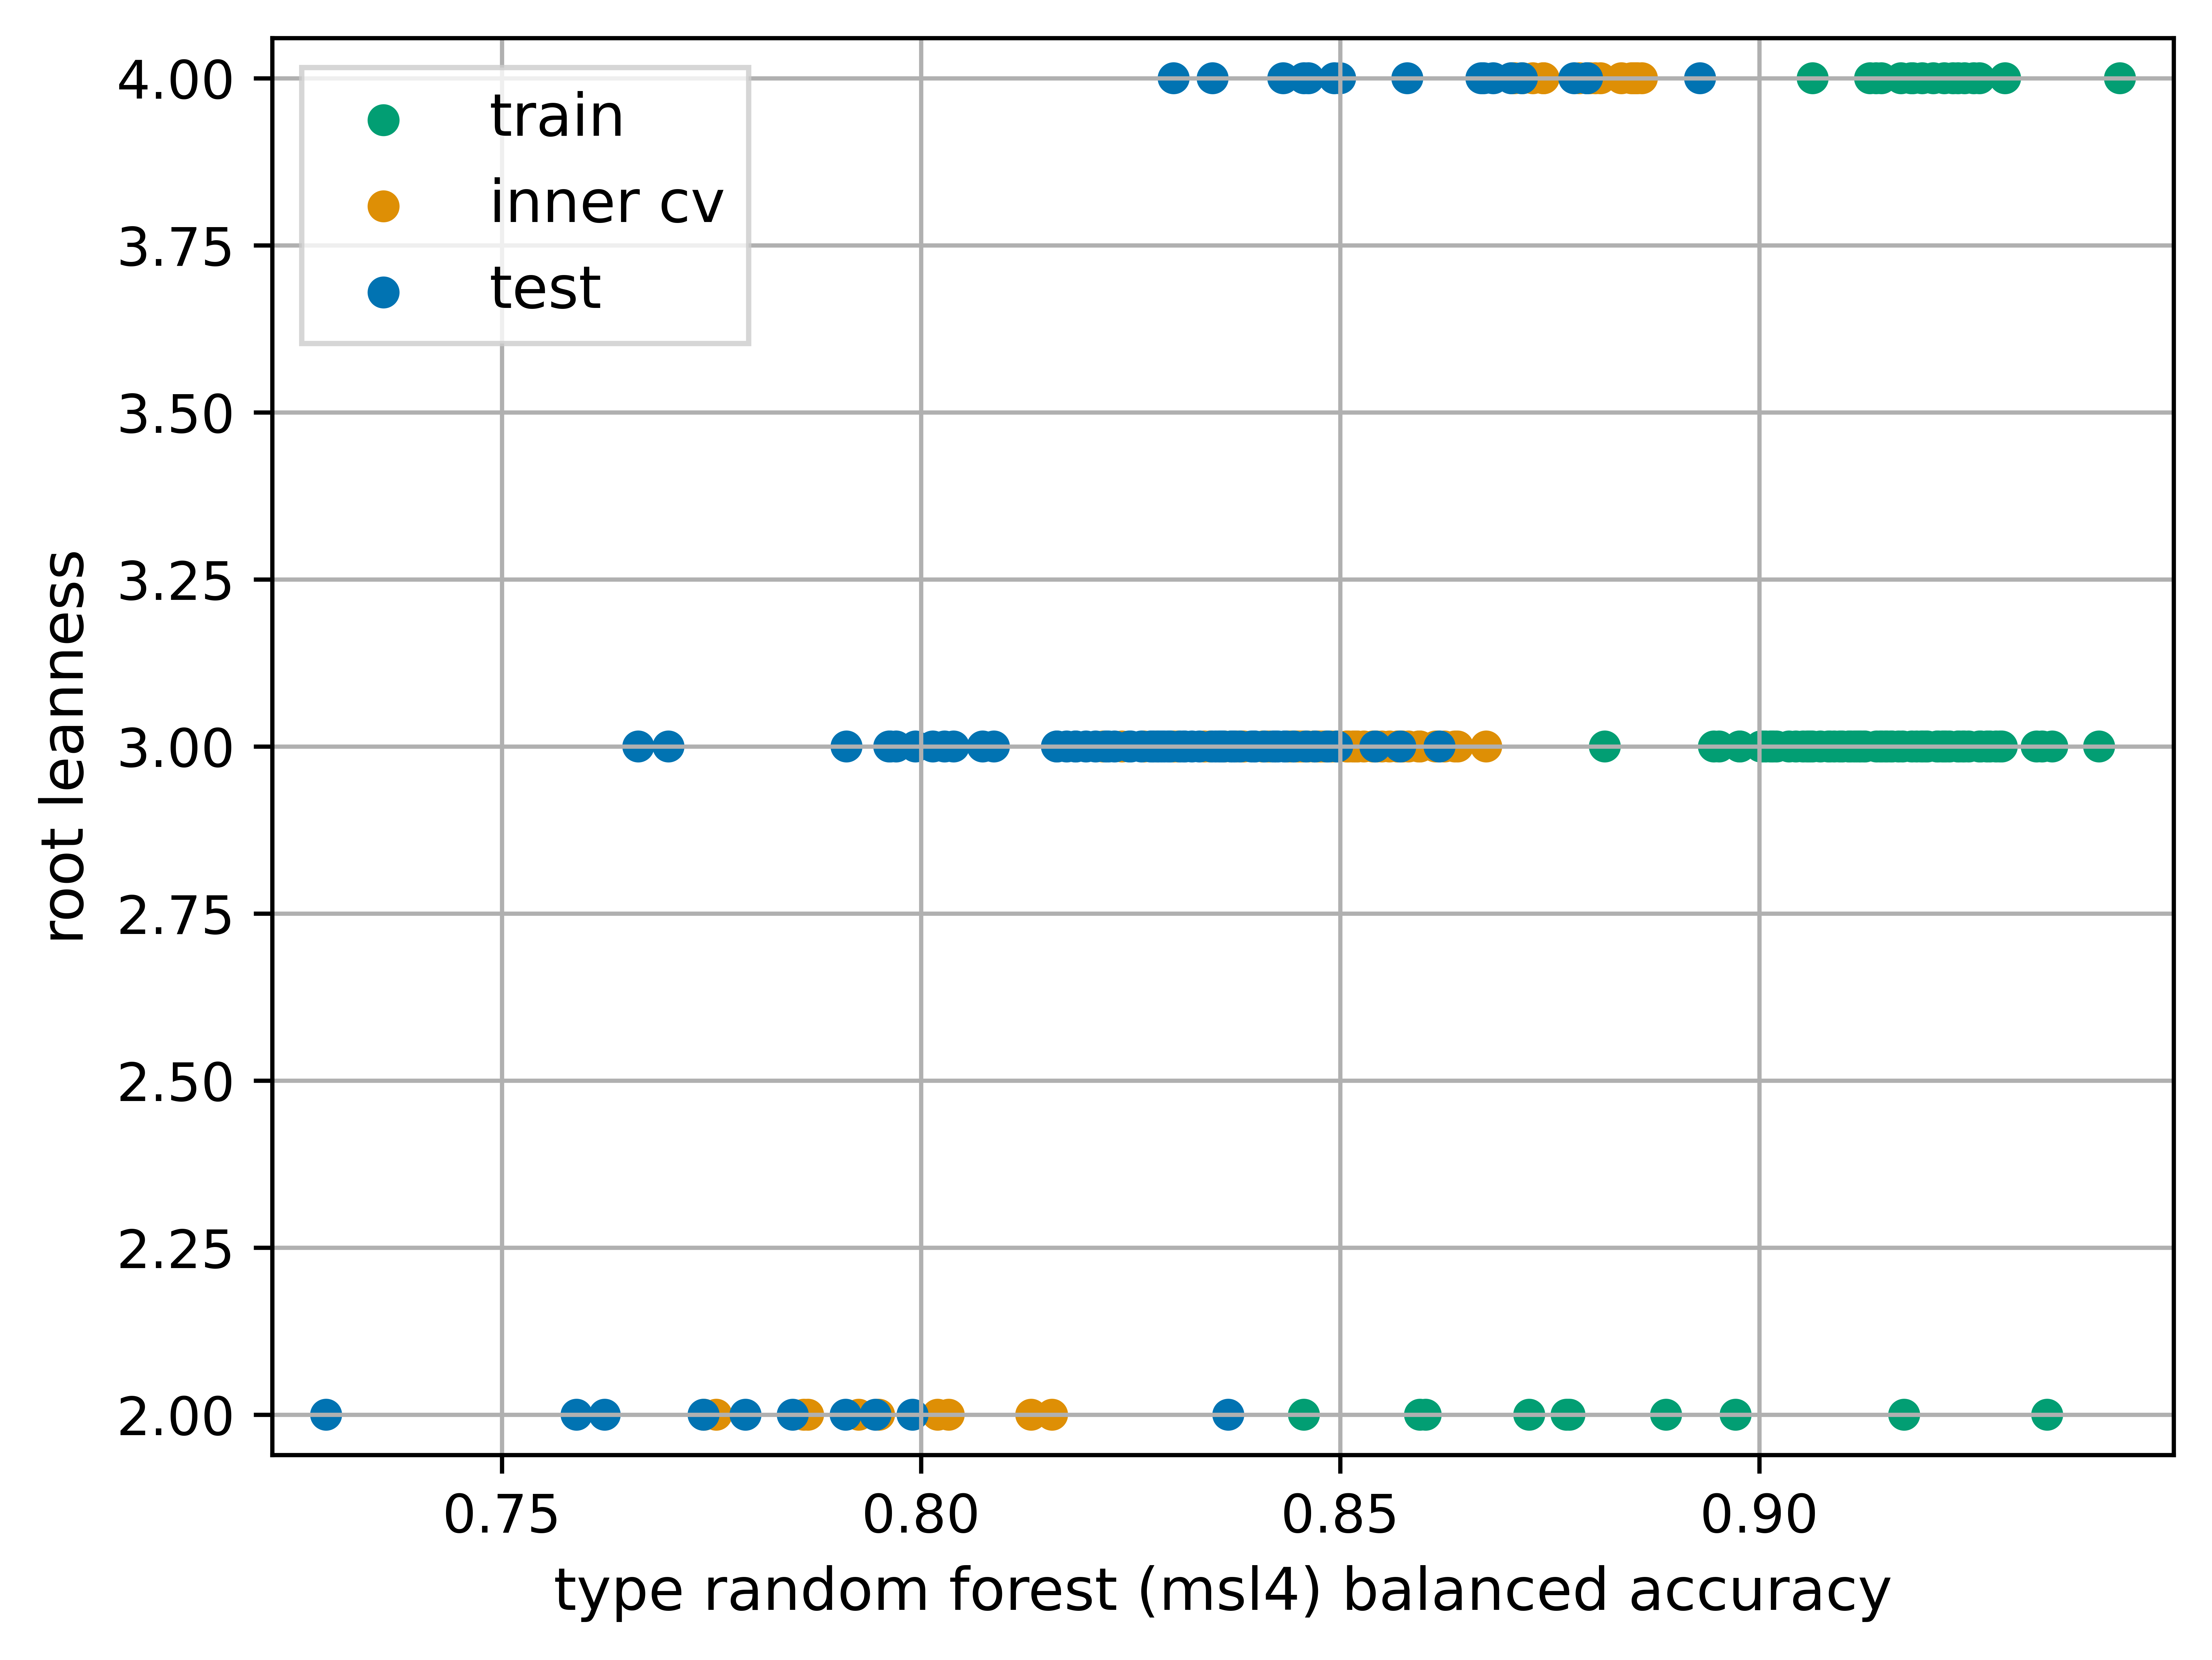 4.00
3.75
3.50
3.25
3.00
2.75
2.50
2.25
2.00
root leanness
train
inner cv
test
0.75 0.80 0.85 0.90
type random forest (msl4) balanced accuracy